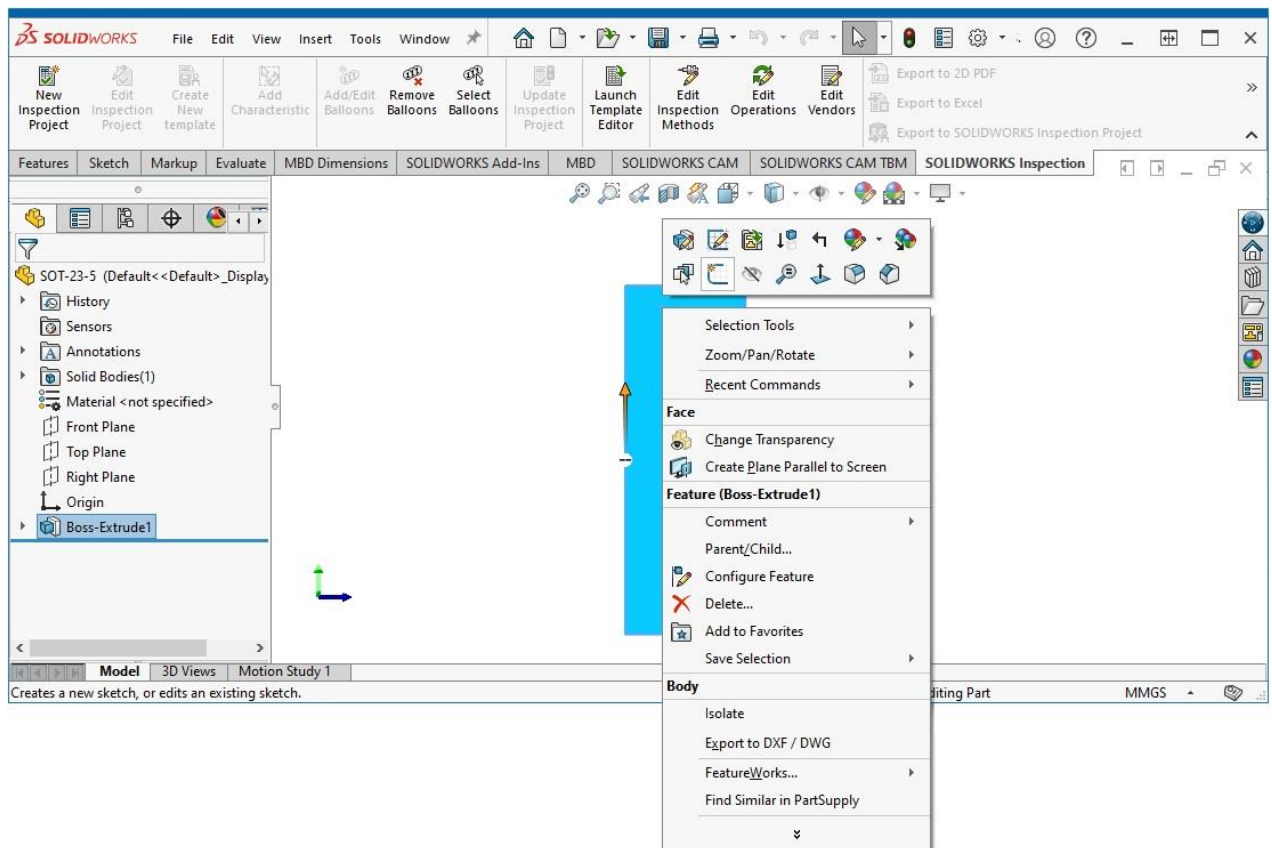 SOLIDWORKS File Edit View Insert Tools Window
New Inspection Project
Edit Inspection Project
Create New template
Add Characteristic
Add/Edit Balloons
Remove Balloons
Select Balloons
Update Inspection Project
Launch Template Editor
Edit Inspection Methods
Edit Operations
Edit Vendors
Export to 2D PDF
Export to Excel
Export to SOLIDWORKS Inspection Project
Features Sketch Markup Evaluate MBD Dimensions SOLIDWORKS Add-Ins MBD SOLIDWORKS CAM SOLIDWORKS CAM TBM SOLIDWORKS Inspection
SOT-23-5 (Default<<Default>_Display
History
Sensors
Annotations
Solid Bodies(1)
Material <not specified>
Front Plane
Top Plane
Right Plane
Origin
Boss-Extrude1
Selection Tools
Zoom/Pan/Rotate
Recent Commands
Face
Change Transparency
Create Plane Parallel to Screen
Feature (Boss-Extrude1)
Comment
Parent/Child...
Configure Feature
Delete...
Add to Favorites
Save Selection
Body
Isolate
Export to DXF / DWG
FeatureWorks...
Find Similar in PartSupply
Model 3D Views Motion Study 1
Creates a new sketch, or edits an existing sketch.
diting Part MMGS